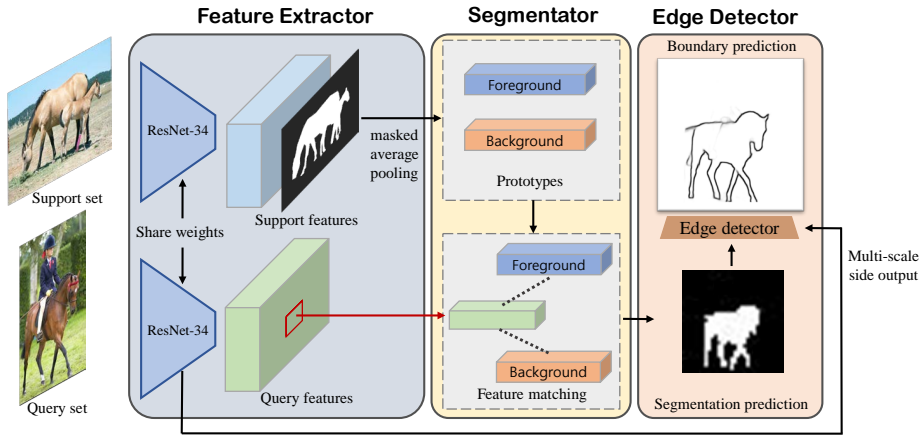 Feature Extractor
Segmentator
Edge Detector
Support set
Query set
ResNet-34
Support features
masked
average
pooling
Share weights
ResNet-34
Query features
Foreground
Background
Prototypes
Foreground
Background
Feature matching
Boundary prediction
Edge detector
Segmentation prediction
Multi-scale
side output